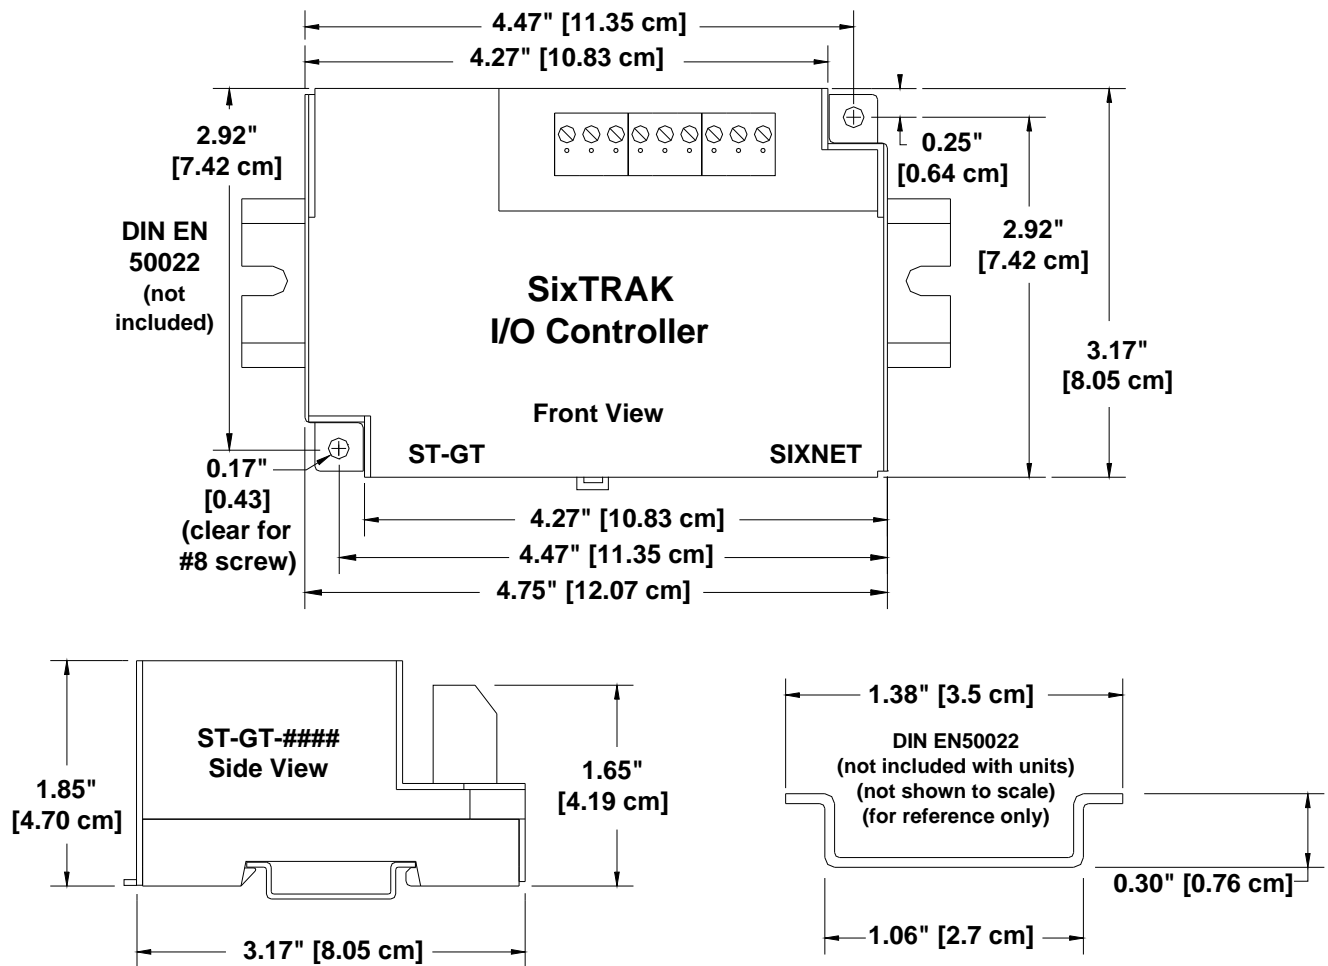 4.47" [11.35 cm]
4.27" [10.83 cm]
2.92"
[7.42 cm]
0.25"
[0.64 cm]
DIN EN
50022
(not
included)
2.92"
[7.42 cm]
SixTRAK
I/O Controller
3.17"
[8.05 cm]
Front View
ST-GT
SIXNET
0.17"
[0.43]
(clear for
#8 screw)
4.27" [10.83 cm]
4.47" [11.35 cm]
4.75" [12.07 cm]
ST-GT-####
Side View
1.85"
[4.70 cm]
1.65"
[4.19 cm]
3.17" [8.05 cm]
1.38" [3.5 cm]
DIN EN50022
(not included with units)
(not shown to scale)
(for reference only)
0.30" [0.76 cm]
1.06" [2.7 cm]